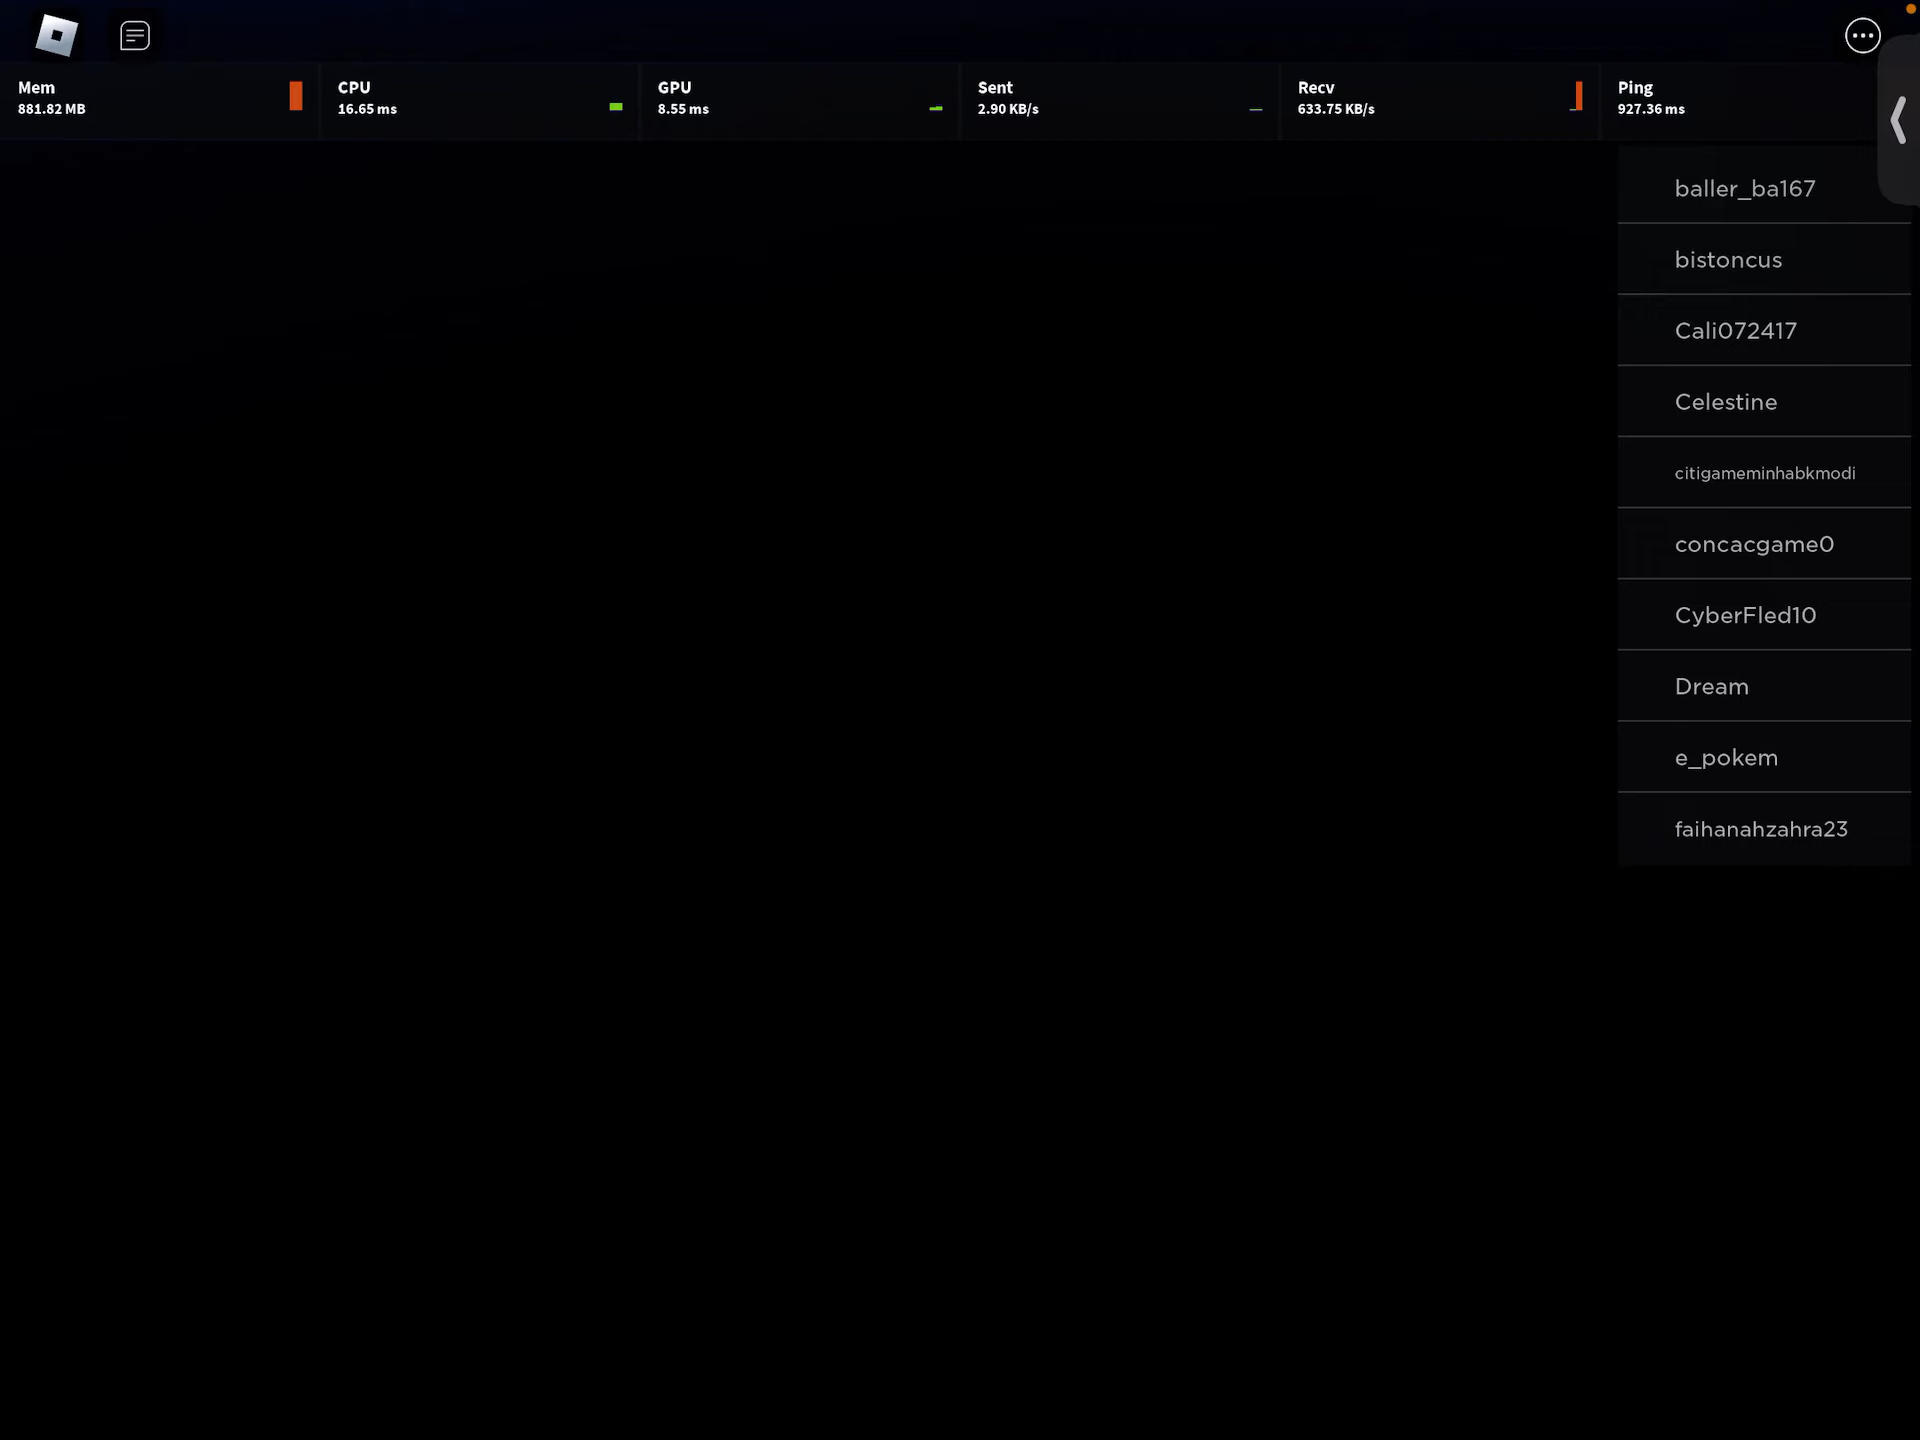 Mem
881.82 MB
CPU
16.65 ms
GPU
8.55 ms
Sent
2.90 KB/s
Recv
633.75 KB/s
Ping
927.36 ms
baller_ba167
bistoncus
Cali072417
Celestine
citigameminhabkmodi
concacgame0
CyberFled10
Dream
e_pokem
faihanahzahra23